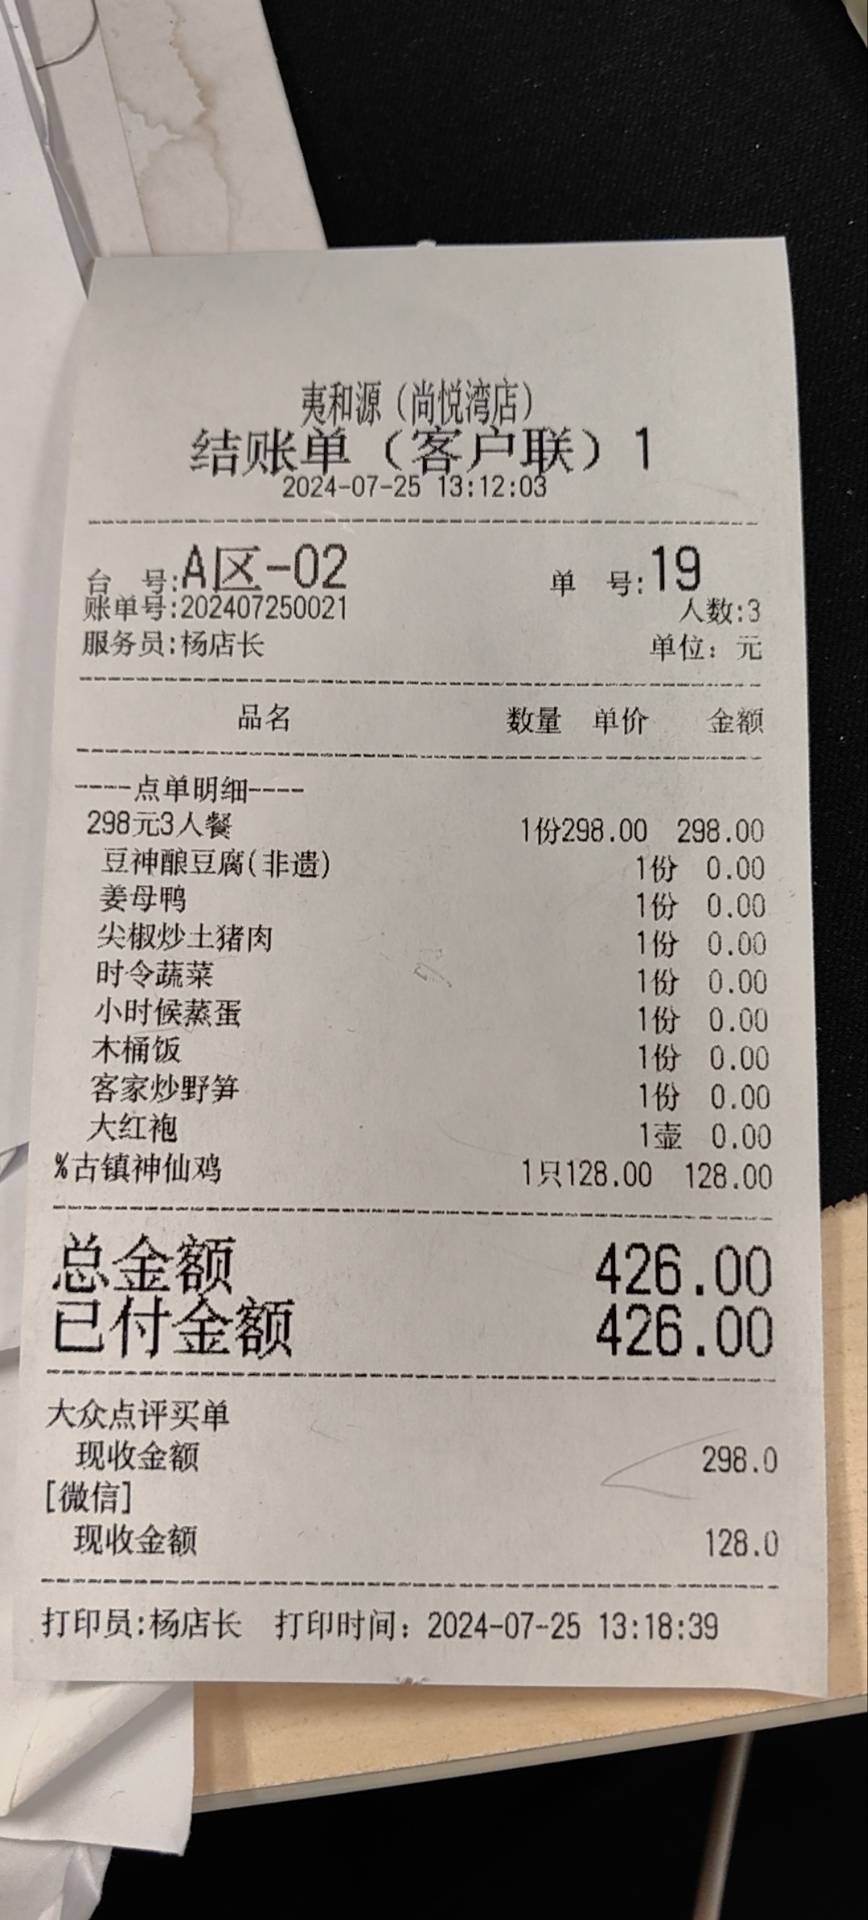 夷和源（尚悦湾店）
结账单（客户联）1
2024-07-25 13:12:03
台 号:A区-02 单 号:19
账单号:202407250021 人数:3
服务员:杨店长 单位：元
品名 数量 单价 金额
----点单明细----
298元3人餐 1份298.00 298.00
豆神酿豆腐(非遗) 1份 0.00
姜母鸭 1份 0.00
尖椒炒土猪肉 1份 0.00
时令蔬菜 1份 0.00
小时候蒸蛋 1份 0.00
木桶饭 1份 0.00
客家炒野笋 1份 0.00
大红袍 1壶 0.00
%古镇神仙鸡 1只128.00 128.00
总金额 426.00
已付金额 426.00
大众点评买单
现收金额 298.0
[微信]
现收金额 128.0
打印员:杨店长 打印时间：2024-07-25 13:18:39